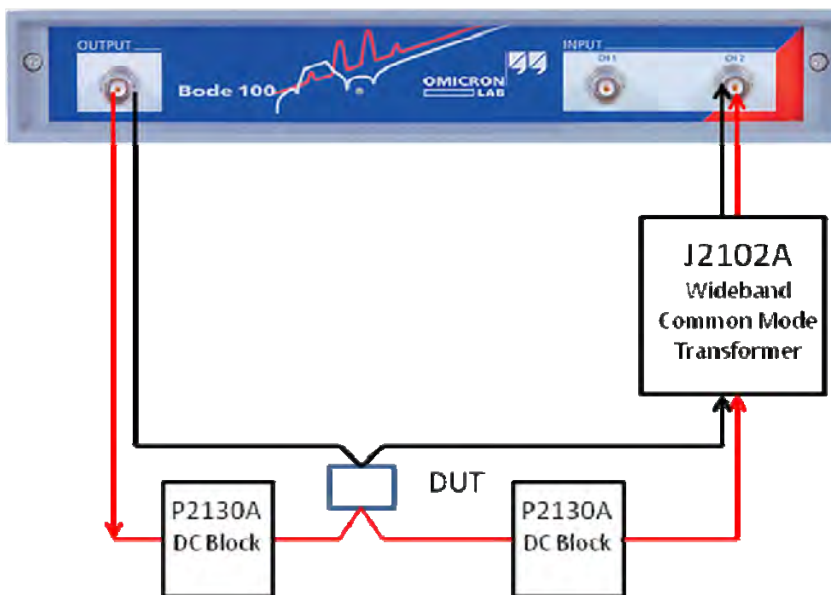 OUTPUT
INPUT
CH 1
CH 2
Bode 100
OMICRON
LAB
J2102A
Wideband
Common Mode
Transformer
DUT
P2130A
DC Block
P2130A
DC Block